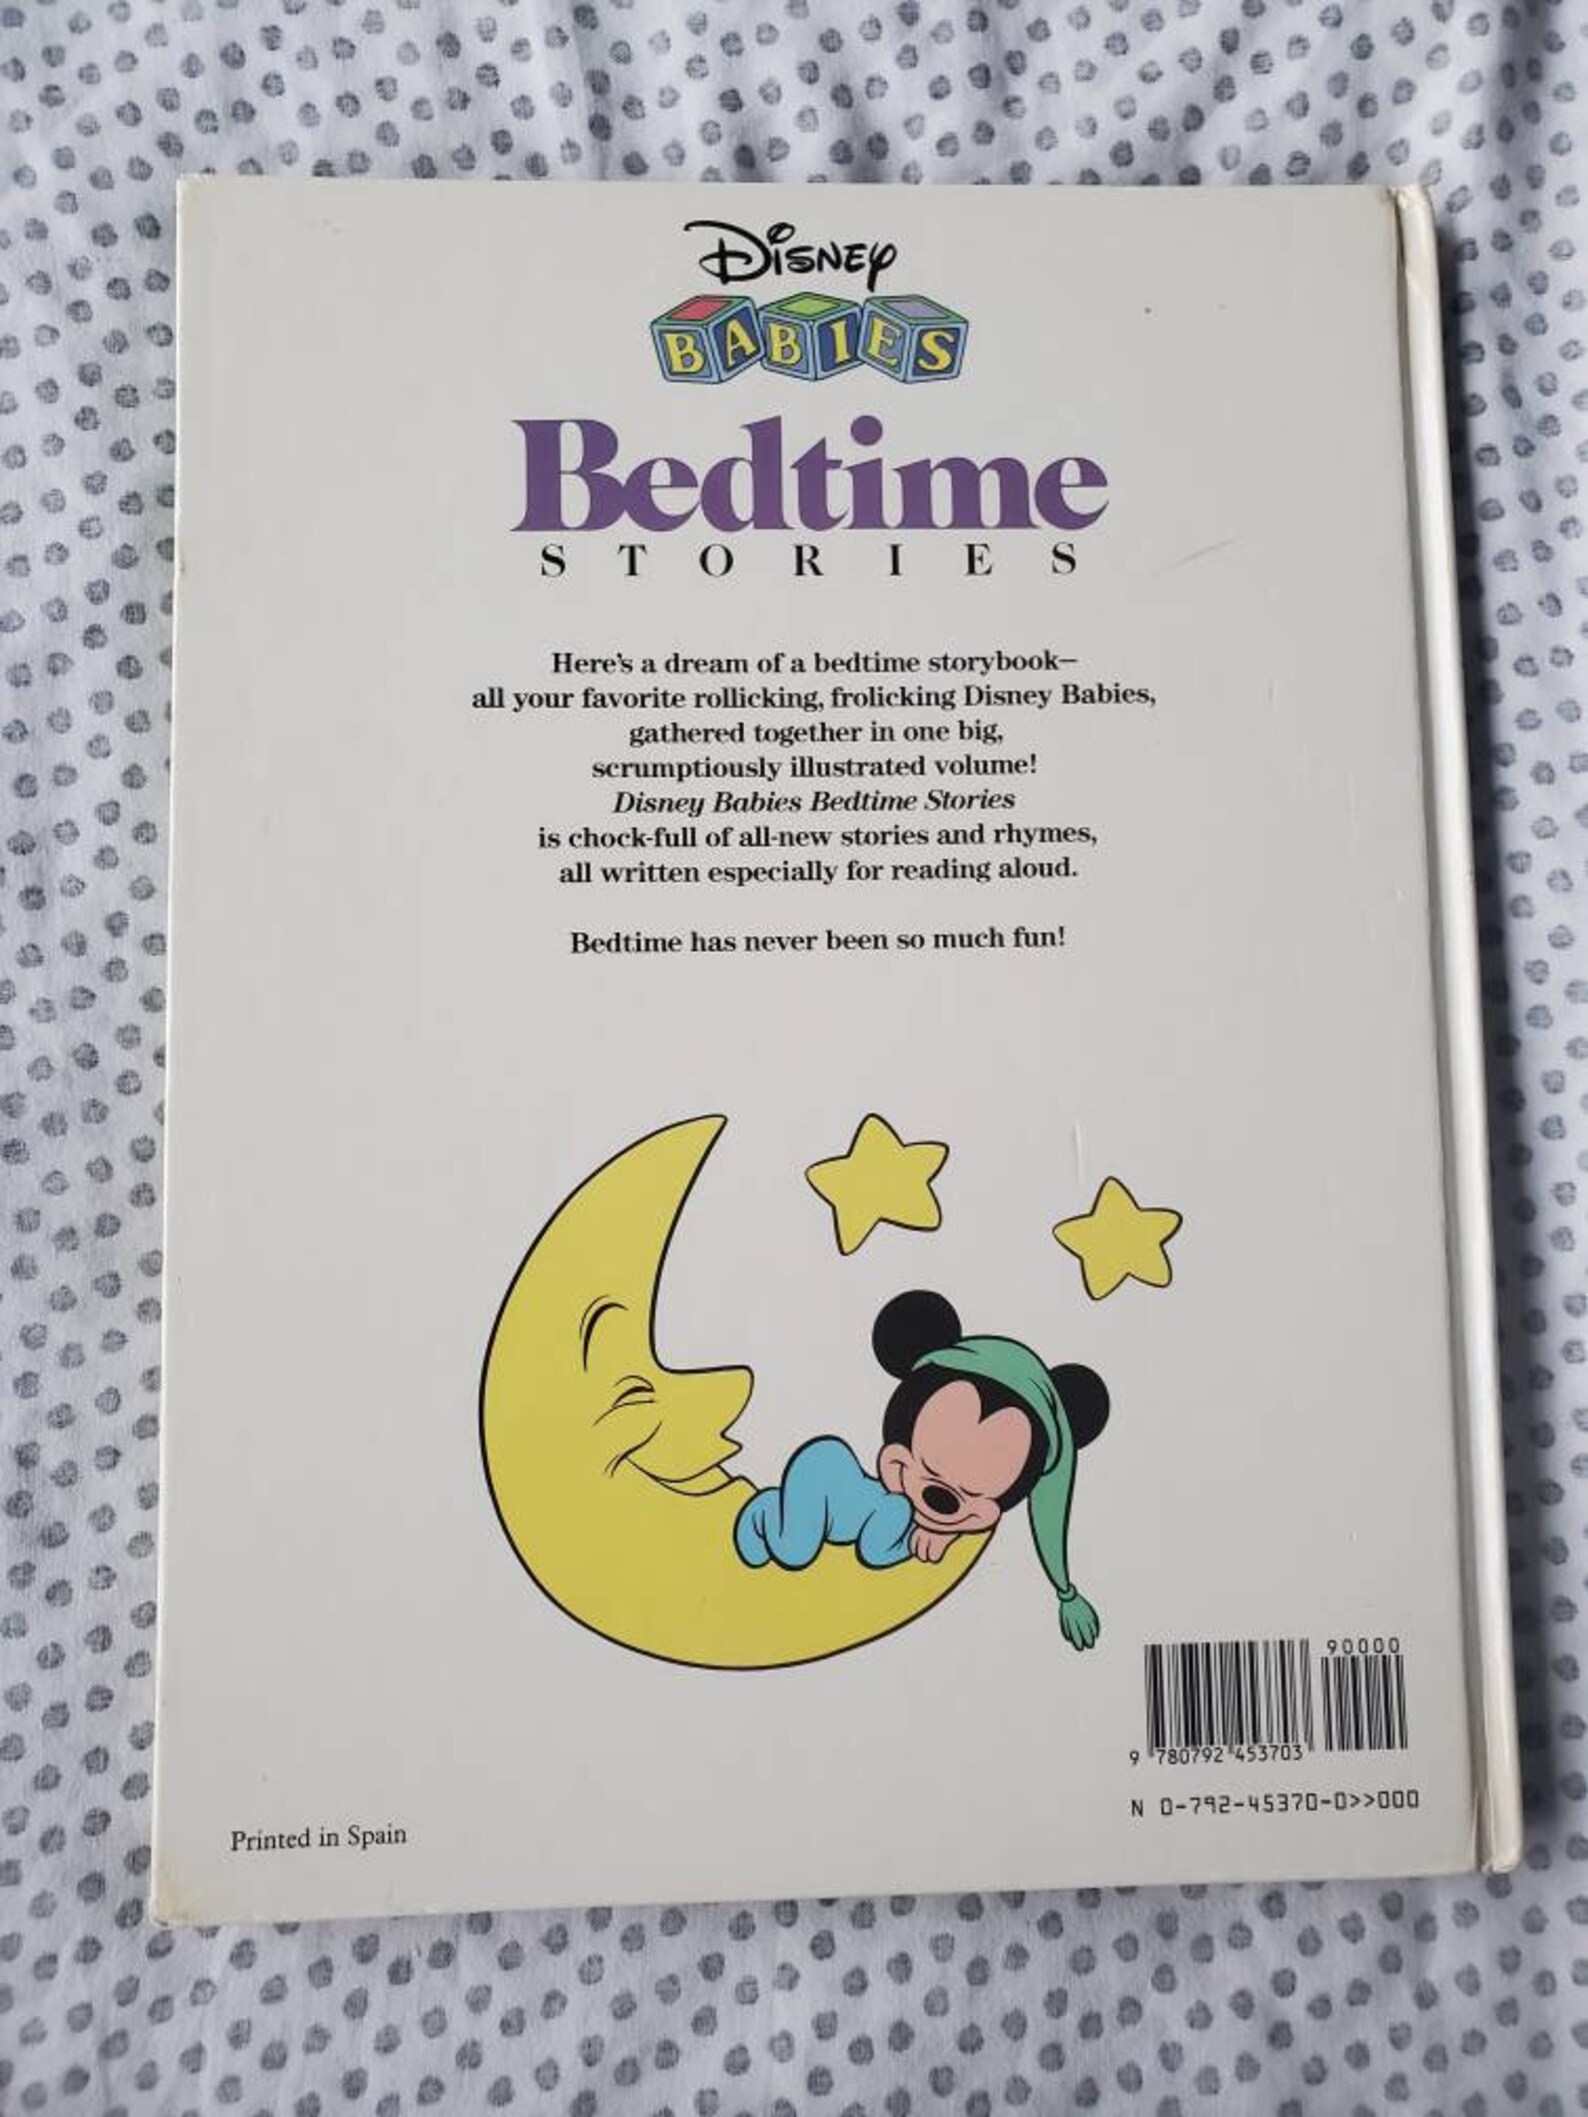 Disney
BABIES
Bedtime
STORIES
Here's a dream of a bedtime storybook—
all your favorite rollicking, frolicking Disney Babies,
gathered together in one big,
scrumptiously illustrated volume!
Disney Babies Bedtime Stories
is chock-full of all-new stories and rhymes,
all written especially for reading aloud.
Bedtime has never been so much fun!
90000
9 780792 453703
N 0-792-45370-0>>000
Printed in Spain